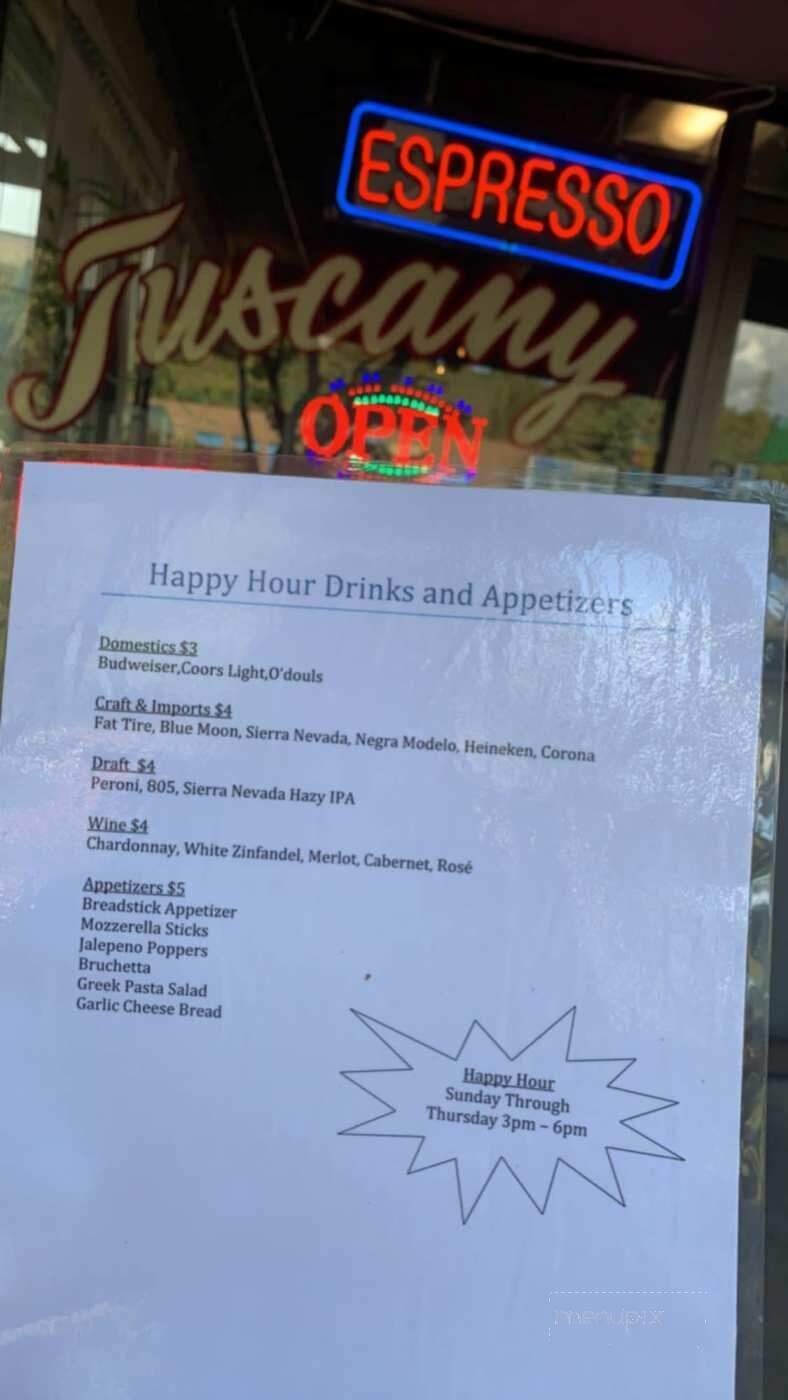 ESPRESSO
Tuscany
OPEN
Happy Hour Drinks and Appetizers
Domestics $3
Budweiser,Coors Light,O'douls
Craft & Imports $4
Fat Tire, Blue Moon, Sierra Nevada, Negra Modelo, Heineken, Corona
Draft $4
Peroni, 805, Sierra Nevada Hazy IPA
Wine $4
Chardonnay, White Zinfandel, Merlot, Cabernet, Rosé
Appetizers $5
Breadstick Appetizer
Mozzerella Sticks
Jalepeno Poppers
Bruchetta
Greek Pasta Salad
Garlic Cheese Bread
Happy Hour
Sunday Through
Thursday 3pm – 6pm
menupix